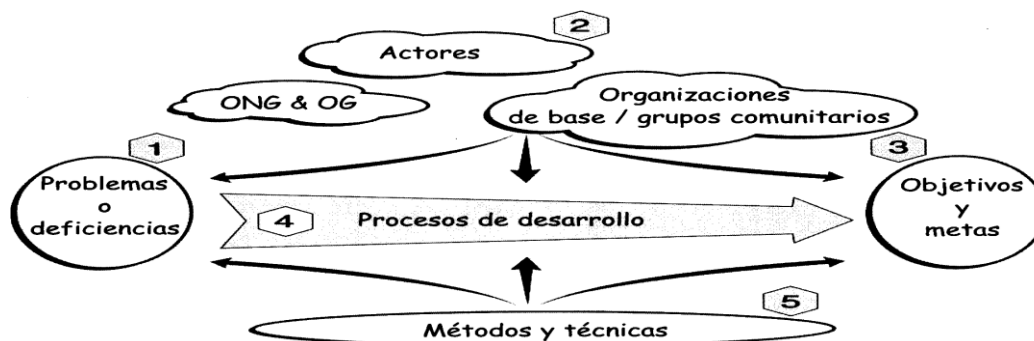 2
Actores
ONG & OG
Organizaciones
de base / grupos comunitarios
1
3
Problemas
o
deficiencias
Objetivos
y
metas
4
Procesos de desarrollo
5
Métodos y técnicas